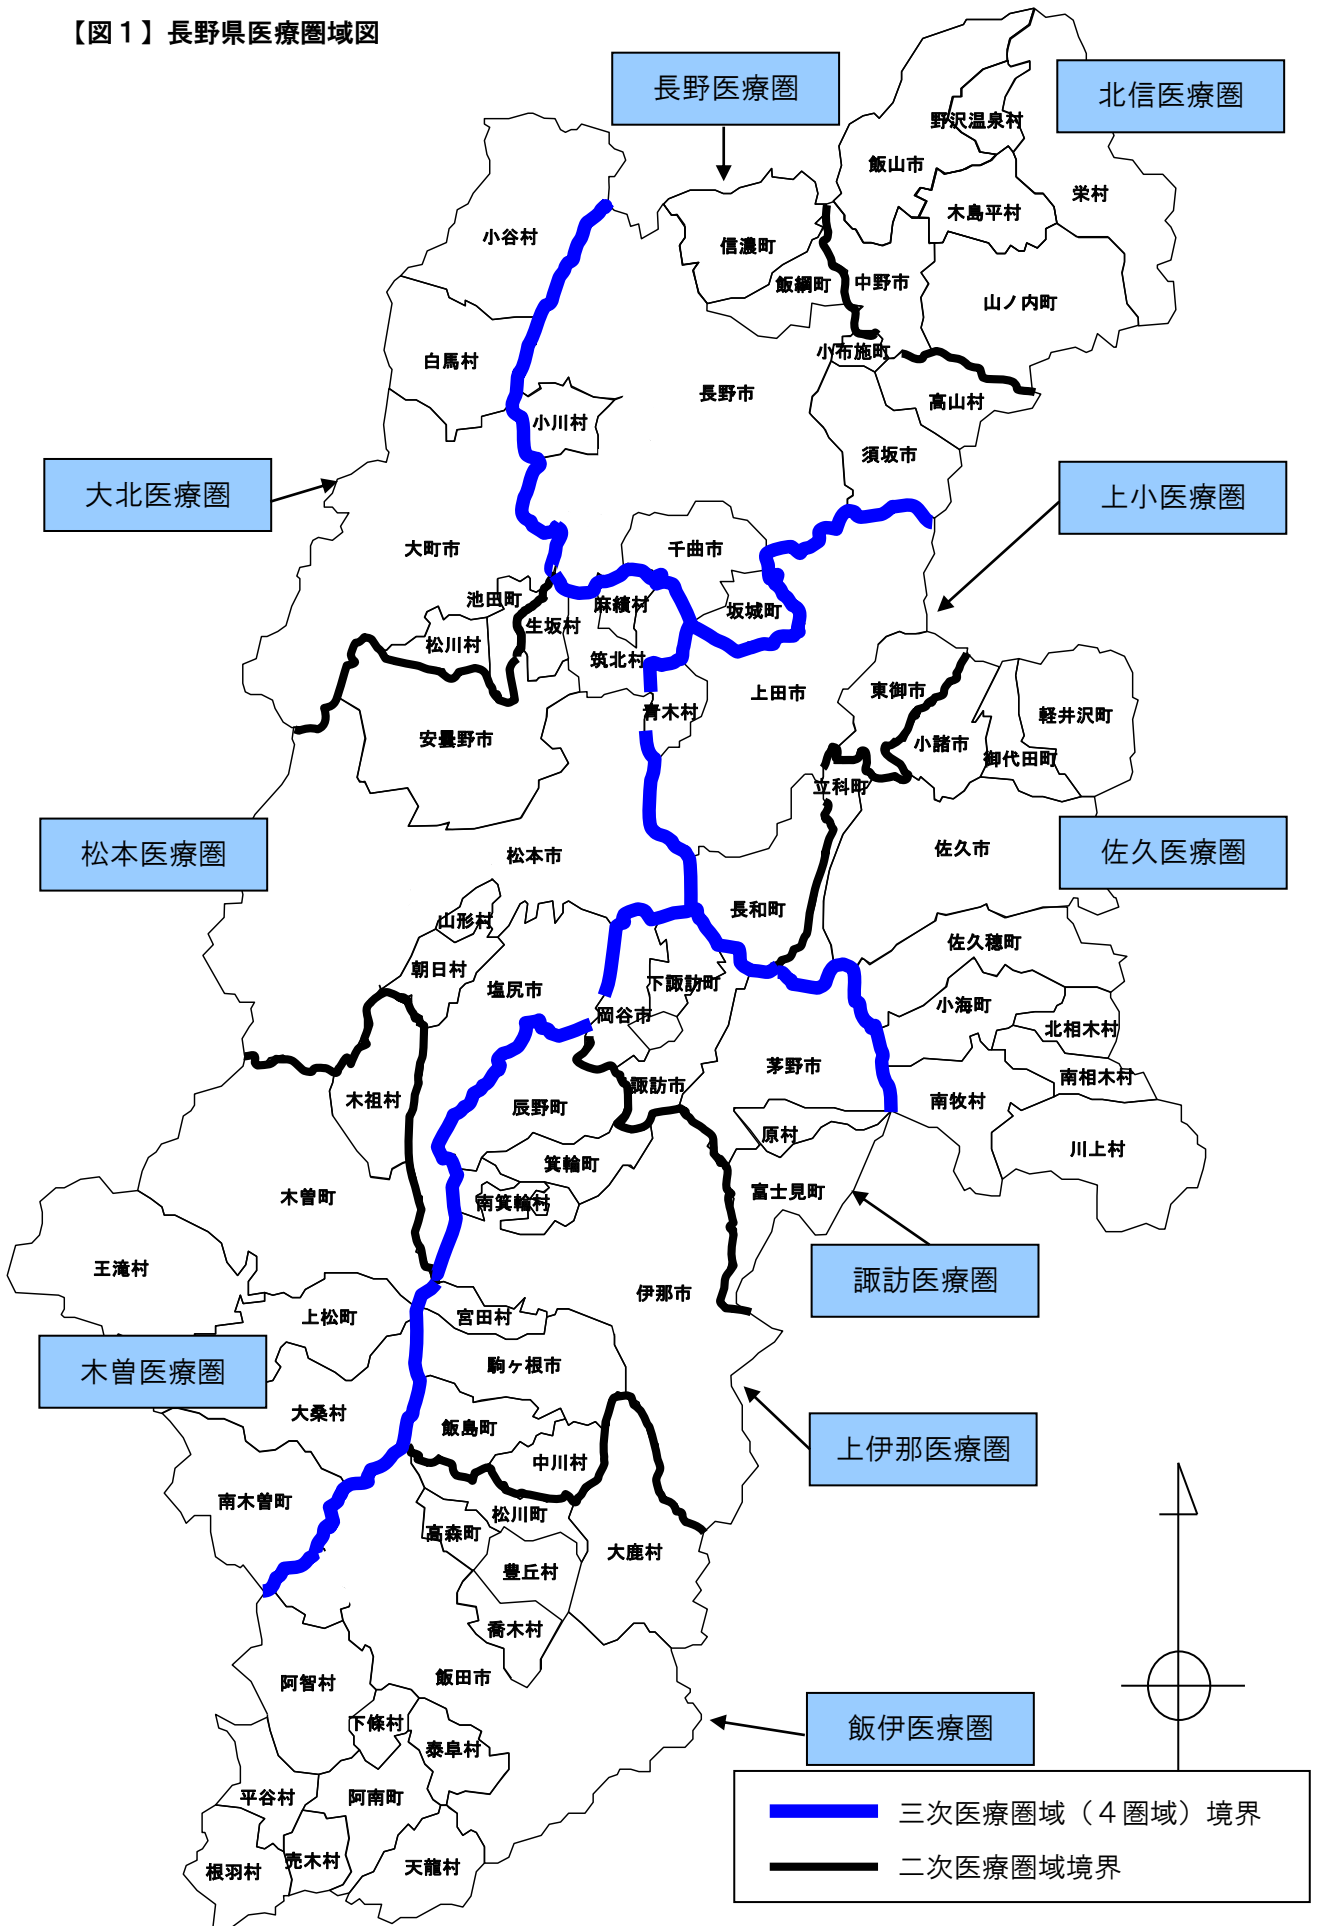 【図１】長野県医療圏域図
長野医療圏
北信医療圏
野沢温泉村
飯山市
栄村
木島平村
小谷村
信濃町
飯綱町
中野市
山ノ内町
小布施町
白馬村
長野市
高山村
小川村
須坂市
大北医療圏
上小医療圏
大町市
千曲市
池田町
麻績村
坂城町
生坂村
松川村
筑北村
上田市
東御市
青木村
軽井沢町
安曇野市
小諸市
御代田町
立科町
松本医療圏
松本市
佐久市
佐久医療圏
山形村
長和町
佐久穂町
朝日村
下諏訪町
塩尻市
小海町
岡谷市
北相木村
茅野市
南相木村
諏訪市
木祖村
辰野町
南牧村
原村
川上村
箕輪町
木曽町
富士見町
南箕輪村
王滝村
諏訪医療圏
伊那市
上松町
宮田村
木曽医療圏
駒ヶ根市
大桑村
飯島町
上伊那医療圏
中川村
南木曽町
松川町
高森町
大鹿村
豊丘村
喬木村
飯田市
阿智村
下條村
飯伊医療圏
泰阜村
平谷村
阿南町
三次医療圏域（４圏域）境界
売木村
天龍村
二次医療圏域境界
根羽村